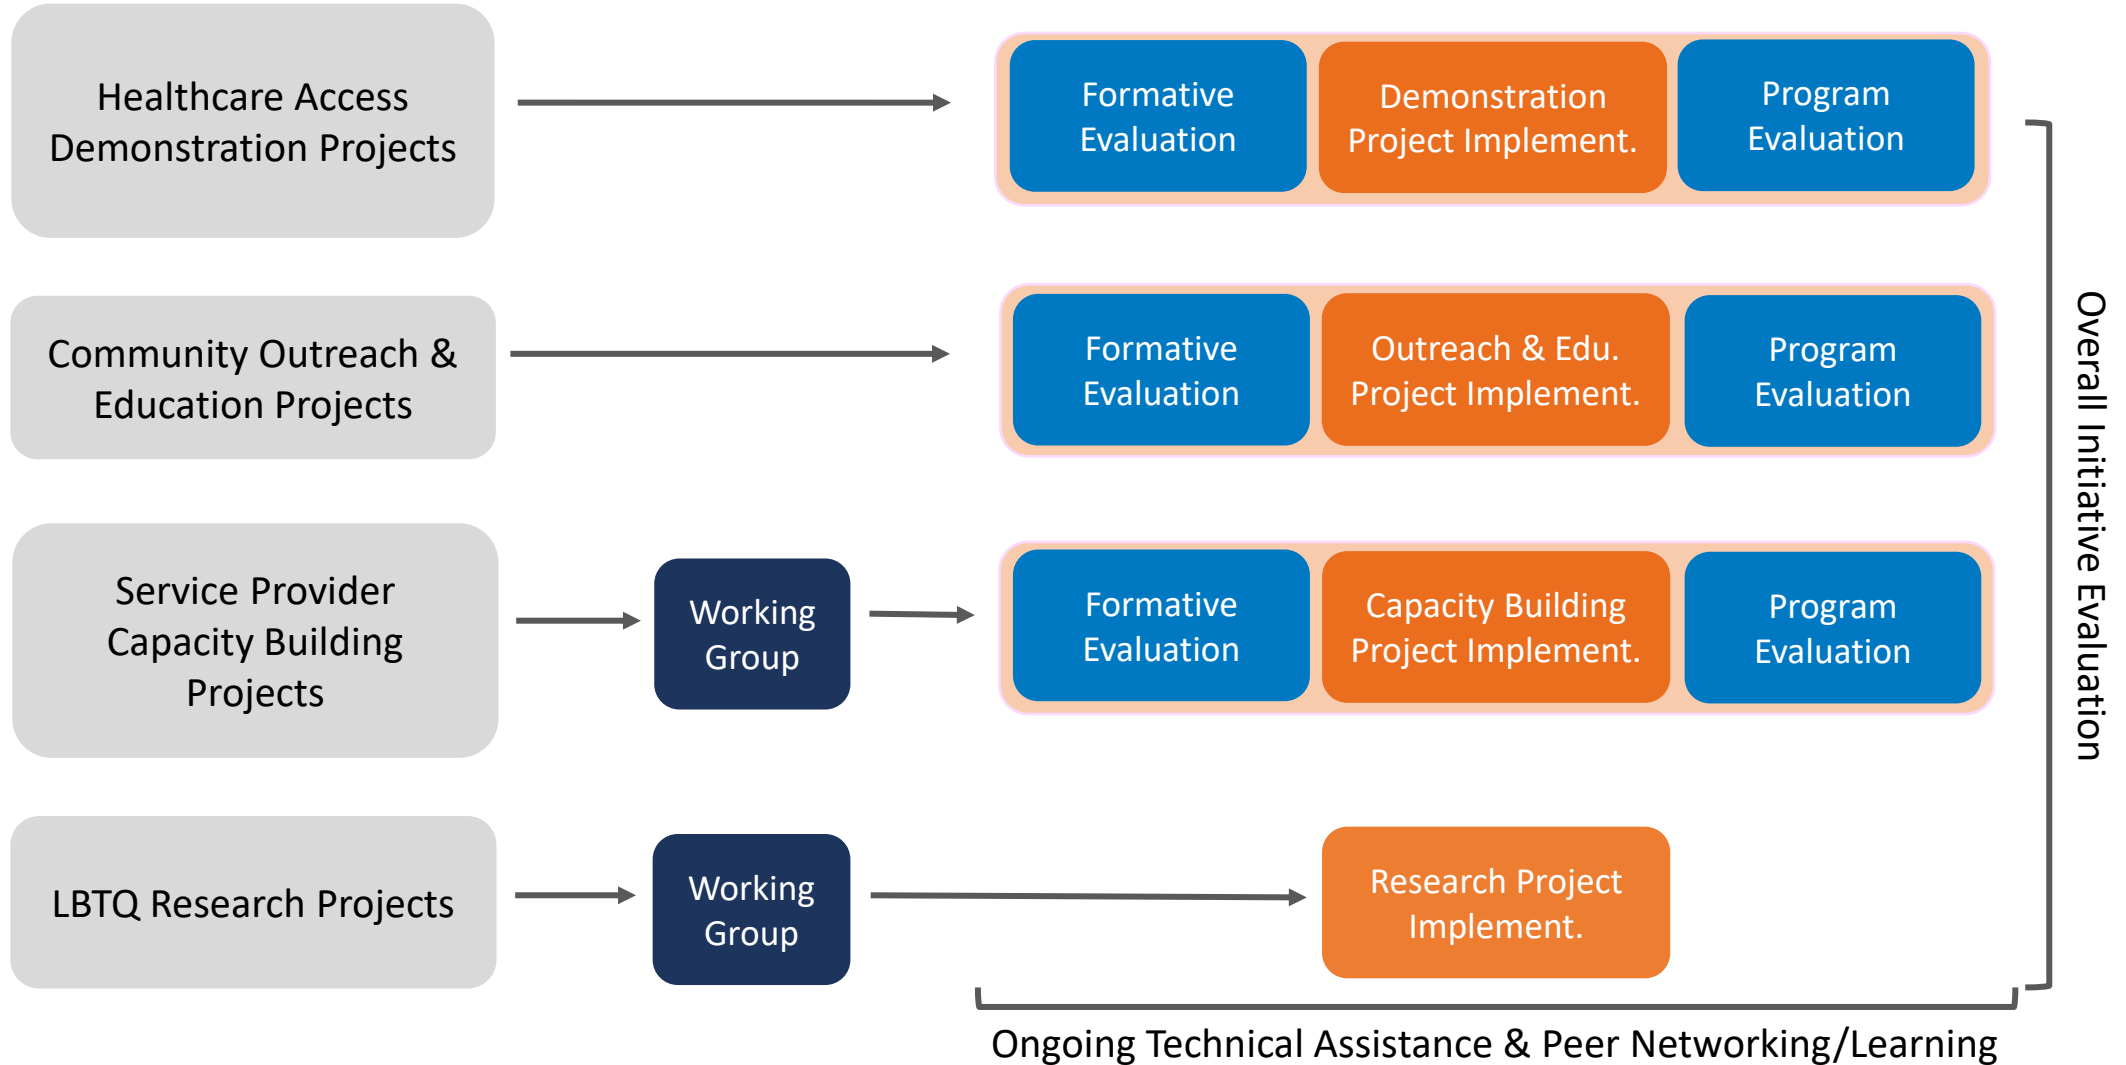 Healthcare Access
Demonstration Projects
Formative
Evaluation
Demonstration
Project Implement.
Program
Evaluation
Community Outreach &
Education Projects
Formative
Evaluation
Outreach & Edu.
Project Implement.
Program
Evaluation
Service Provider
Capacity Building
Projects
Working
Group
Formative
Evaluation
Capacity Building
Project Implement.
Program
Evaluation
LBTQ Research Projects
Working
Group
Research Project
Implement.
Overall Initiative Evaluation
Ongoing Technical Assistance & Peer Networking/Learning